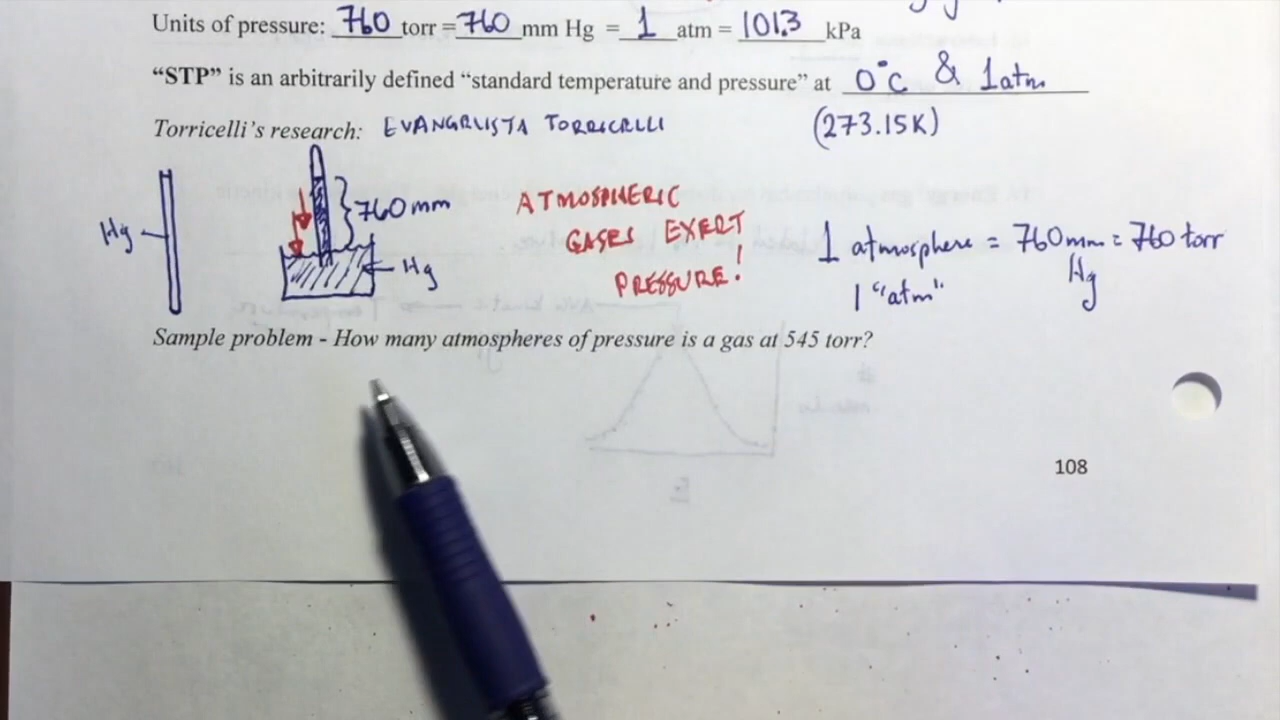 Units of pressure: 760 torr = 760 mm Hg = 1 atm = 101.3 kPa
“STP” is an arbitrarily defined “standard temperature and pressure” at 0°C & 1 atm
Torricelli’s research: EVANGELISTA TORRICELLI (273.15K)
Hg
760mm
Hg
ATMOSPHERIC
GASES EXERT
PRESSURE!
1 atmosphere = 760mm = 760 torr
Hg
1 "atm"
Sample problem - How many atmospheres of pressure is a gas at 545 torr?
108